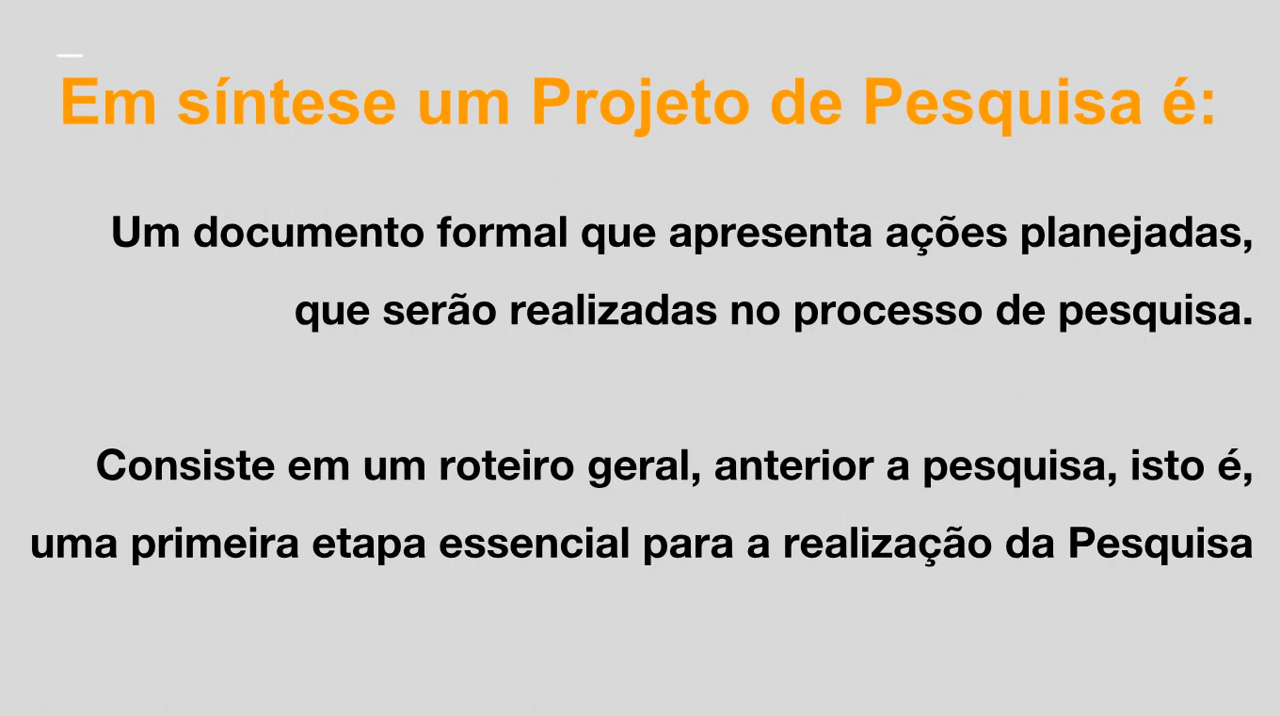 Em síntese um Projeto de Pesquisa é:
Um documento formal que apresenta ações planejadas,
que serão realizadas no processo de pesquisa.
Consiste em um roteiro geral, anterior a pesquisa, isto é,
uma primeira etapa essencial para a realização da Pesquisa